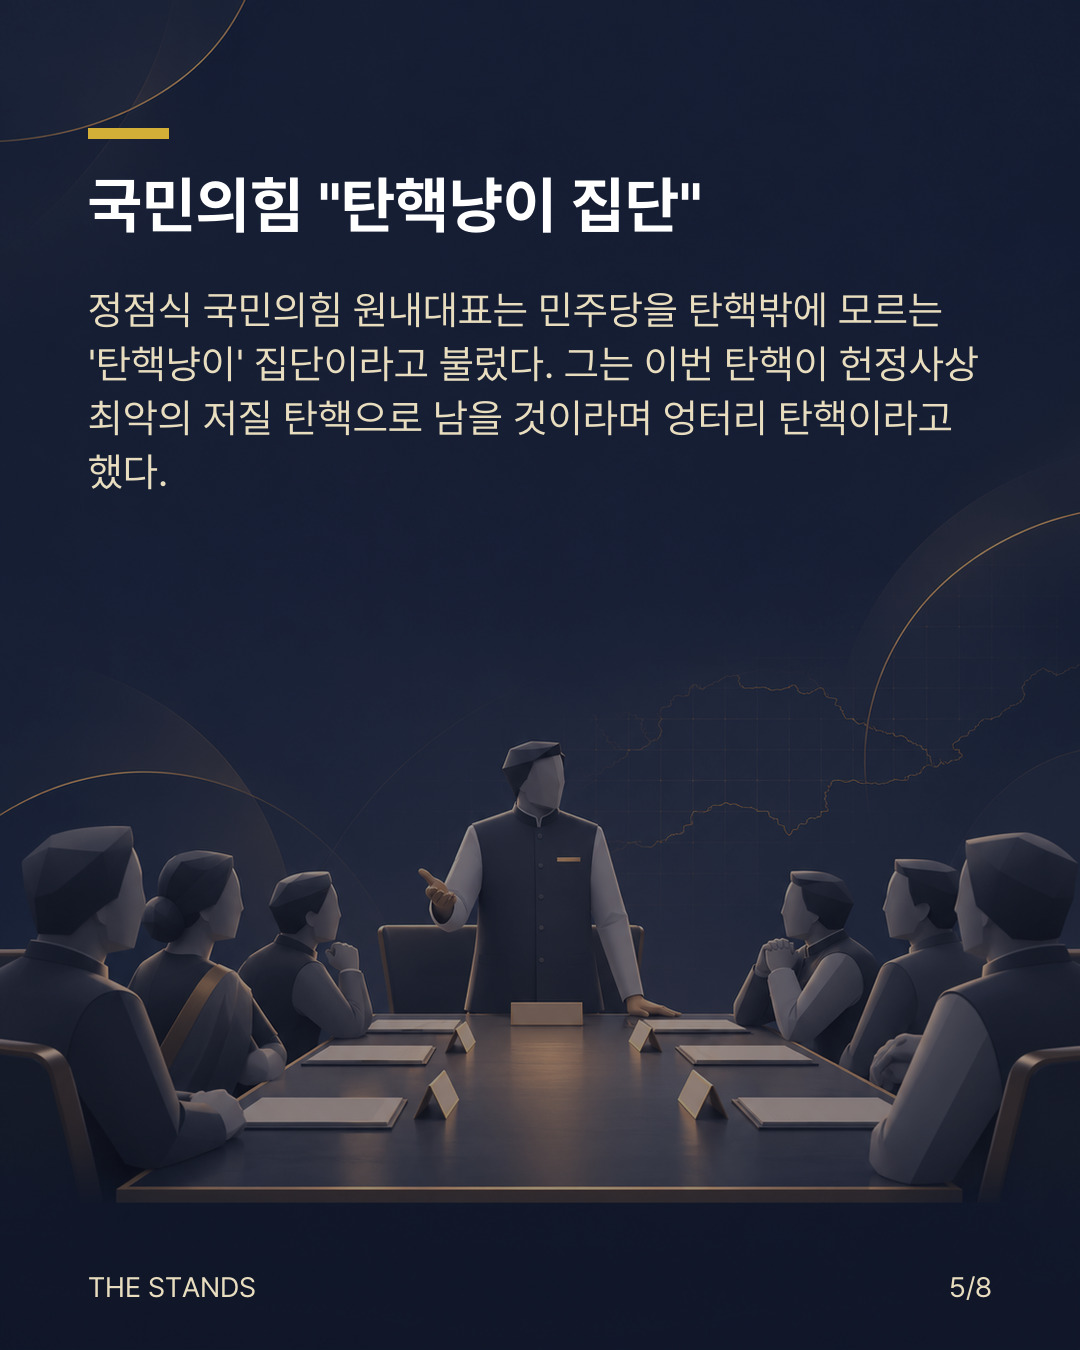 국민의힘 "탄핵냥이 집단"
정점식 국민의힘 원내대표는 민주당을 탄핵밖에 모르는
'탄핵냥이' 집단이라고 불렀다. 그는 이번 탄핵이 헌정사상
최악의 저질 탄핵으로 남을 것이라며 엉터리 탄핵이라고
했다.
THE STANDS
5/8